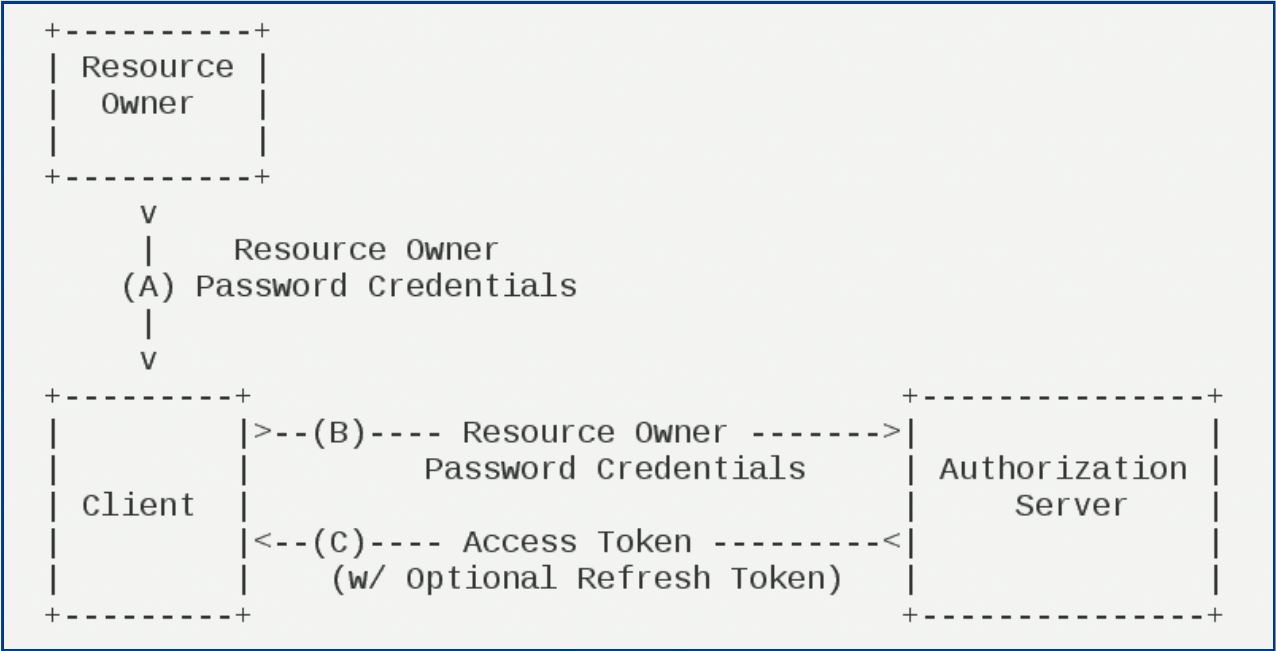 +----------+
| Resource |
|  Owner   |
|          |
+----------+
     v
     |    Resource Owner
    (A) Password Credentials
     |
     v
+---------+                                  +---------------+
|         |>--(B)---- Resource Owner ------->|               |
|         |         Password Credentials     | Authorization |
| Client  |                                  |     Server    |
|         |<--(C)---- Access Token ---------<|               |
|         |    (w/ Optional Refresh Token)   |               |
+---------+                                  +---------------+